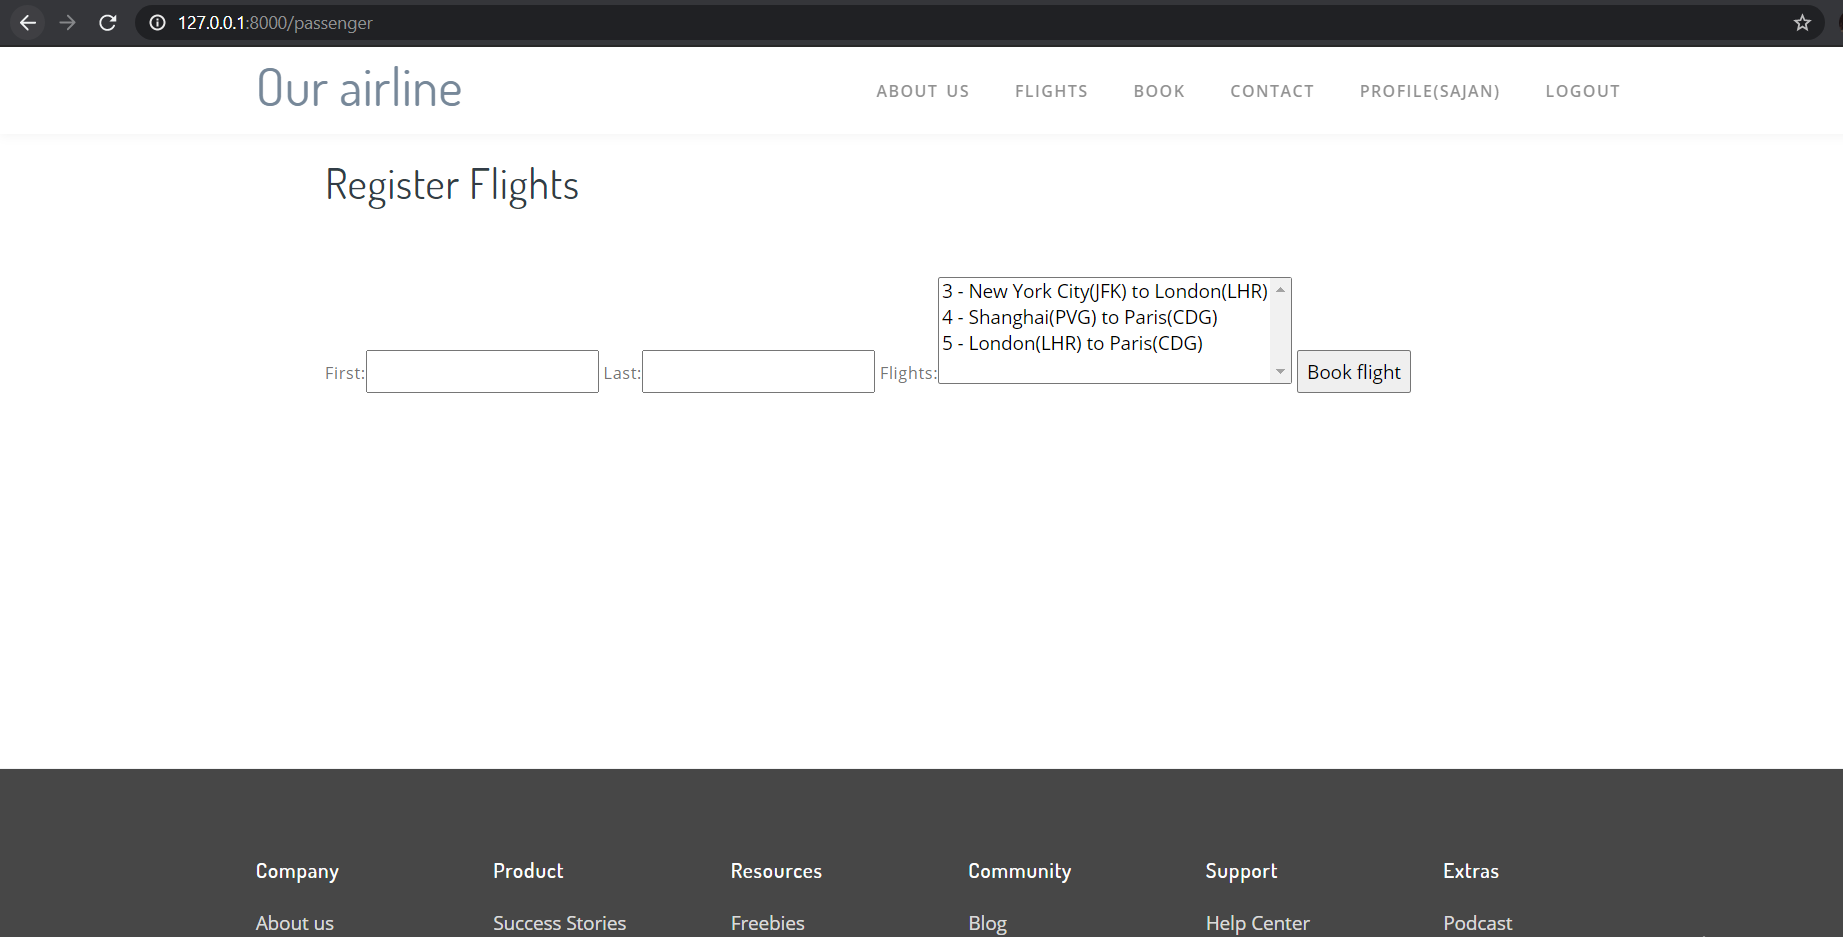 127.0.0.1:8000/passenger
Our airline
ABOUT US FLIGHTS BOOK CONTACT PROFILE(SAJAN) LOGOUT
Register Flights
3 - New York City(JFK) to London(LHR)
4 - Shanghai(PVG) to Paris(CDG)
5 - London(LHR) to Paris(CDG)
First: Last: Flights: Book flight
Company Product Resources Community Support Extras
About us Success Stories Freebies Blog Help Center Podcast